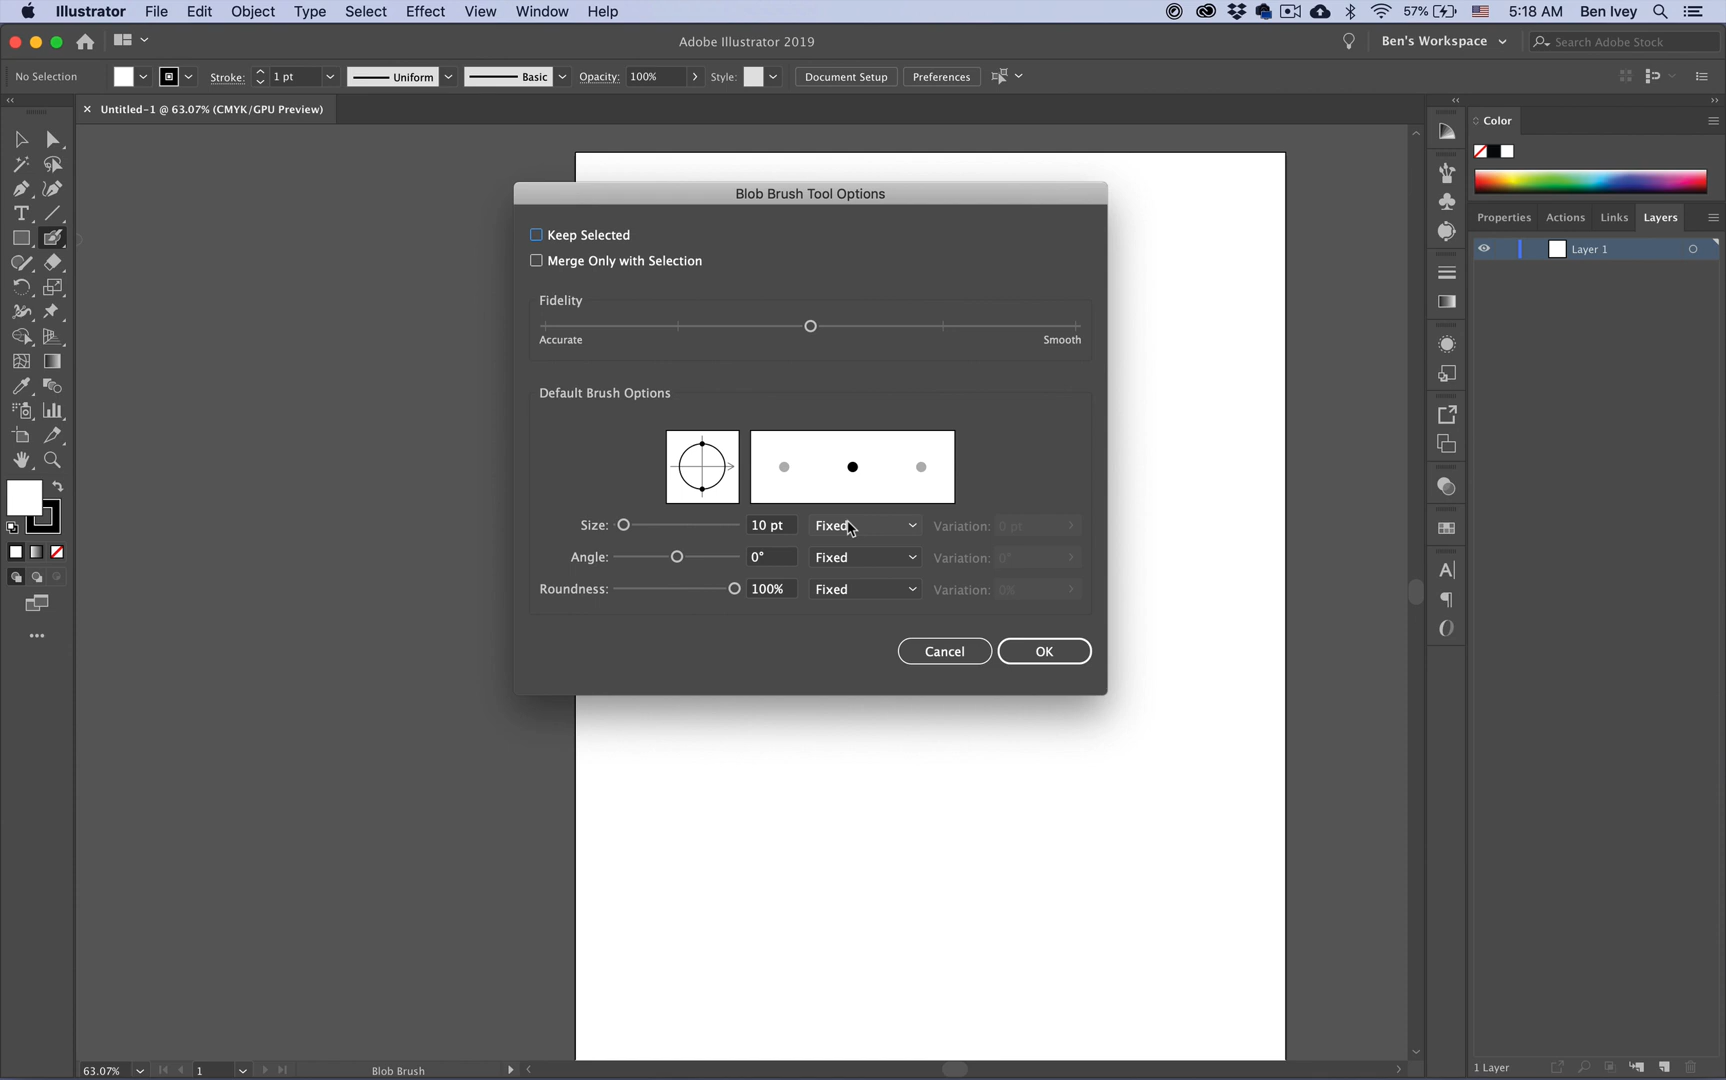 Illustrator File Edit Object Type Select Effect View Window Help 57% 5:18 AM Ben Ivey
Adobe Illustrator 2019 Ben's Workspace Search Adobe Stock
No Selection Stroke: 1 pt Uniform Basic Opacity: 100% Style: Document Setup Preferences
Untitled-1 @ 63.07% (CMYK/GPU Preview)
Color
Blob Brush Tool Options
Properties Actions Links Layers
Keep Selected
Layer 1
Merge Only with Selection
Fidelity
Accurate Smooth
Default Brush Options
Size: 10 pt Fixed Variation: 0 pt
Angle: 0° Fixed Variation: 0°
Roundness: 100% Fixed Variation: 0%
Cancel OK
63.07% 1 Blob Brush 1 Layer